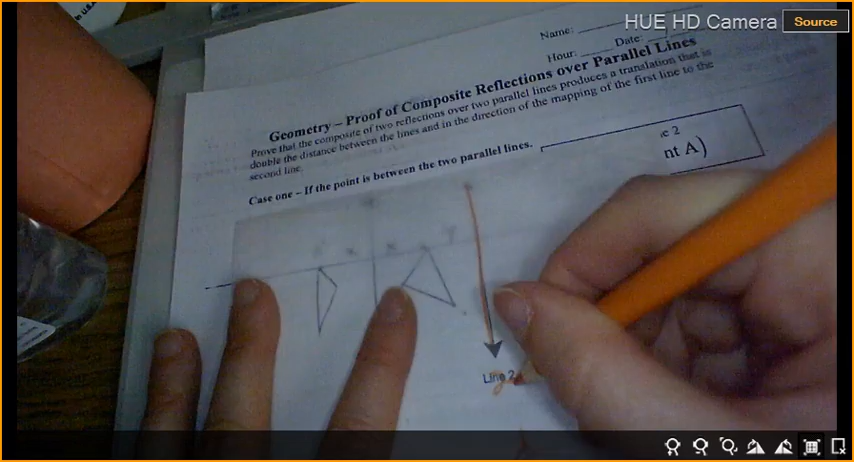 HUE HD Camera
Source
Name:
Hour: Date:
Geometry – Proof of Composite Reflections over Parallel Lines
Prove that the composite of two reflections over two parallel lines produces a translation that is
double the distance between the lines and in the direction of the mapping of the first line to the
second line.
Case one – If the point is between the two parallel lines.
nt A)
Line 2